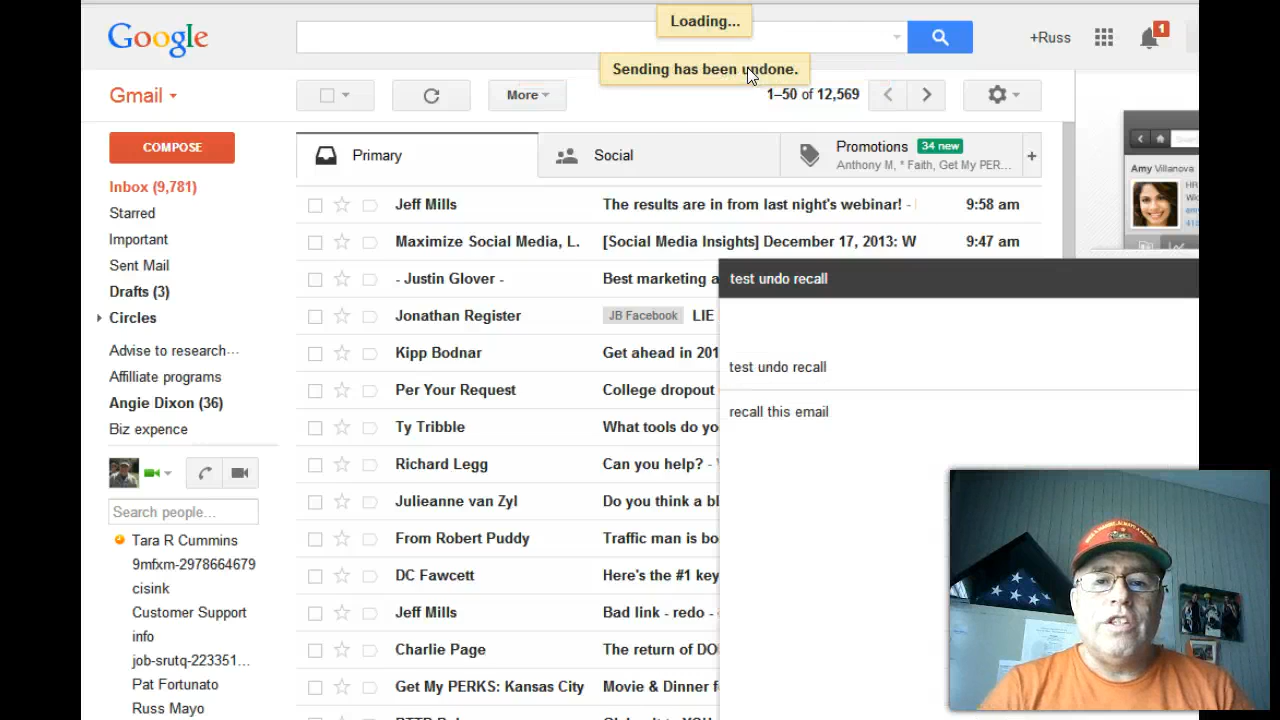 Loading...
Google
+Russ
1
Sending has been undone.
Gmail
More
1–50 of 12,569
COMPOSE
Primary
Social
Promotions 34 new
Anthony M, * Faith, Get My PER...
+
Inbox (9,781)
Starred
Important
Sent Mail
Drafts (3)
Circles
Advise to research…
Affilliate programs
Angie Dixon (36)
Biz expence
Search people...
Tara R Cummins
9mfxm-2978664679
cisink
Customer Support
info
job-srutq-223351...
Pat Fortunato
Russ Mayo
Jeff Mills The results are in from last night's webinar! - 9:58 am
Maximize Social Media, L. [Social Media Insights] December 17, 2013: W 9:47 am
- Justin Glover - Best marketing a
Jonathan Register JB Facebook LIE
Kipp Bodnar Get ahead in 201
Per Your Request College dropout
Ty Tribble What tools do yo
Richard Legg Can you help? -
Julieanne van Zyl Do you think a bl
From Robert Puddy Traffic man is bo
DC Fawcett Here's the #1 key
Jeff Mills Bad link - redo -
Charlie Page The return of DO
Get My PERKS: Kansas City Movie & Dinner f
test undo recall
test undo recall
recall this email
Amy Villanova
HR